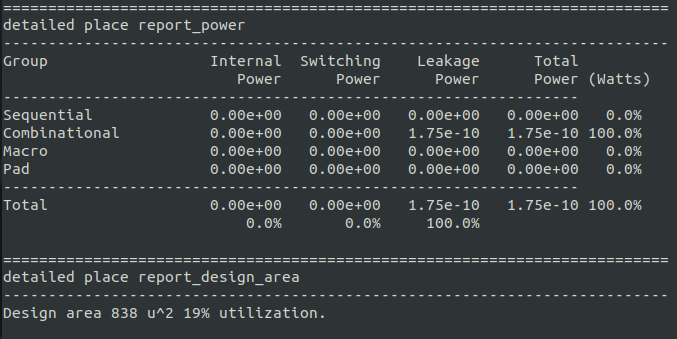 ==========================================================================
detailed place report_power
--------------------------------------------------------------------------
Group                  Internal  Switching    Leakage      Total
                          Power      Power      Power      Power (Watts)
----------------------------------------------------------------
Sequential             0.00e+00   0.00e+00   0.00e+00   0.00e+00   0.0%
Combinational          0.00e+00   0.00e+00   1.75e-10   1.75e-10 100.0%
Macro                  0.00e+00   0.00e+00   0.00e+00   0.00e+00   0.0%
Pad                    0.00e+00   0.00e+00   0.00e+00   0.00e+00   0.0%
----------------------------------------------------------------
Total                  0.00e+00   0.00e+00   1.75e-10   1.75e-10 100.0%
                           0.0%       0.0%     100.0%
==========================================================================
detailed place report_design_area
--------------------------------------------------------------------------
Design area 838 u^2 19% utilization.